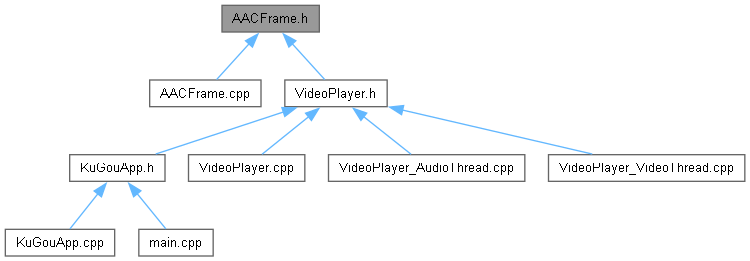 AACFrame.h
AACFrame.cpp
VideoPlayer.h
KuGouApp.h
VideoPlayer.cpp
VideoPlayer_AudioThread.cpp
VideoPlayer_VideoThread.cpp
KuGouApp.cpp
main.cpp